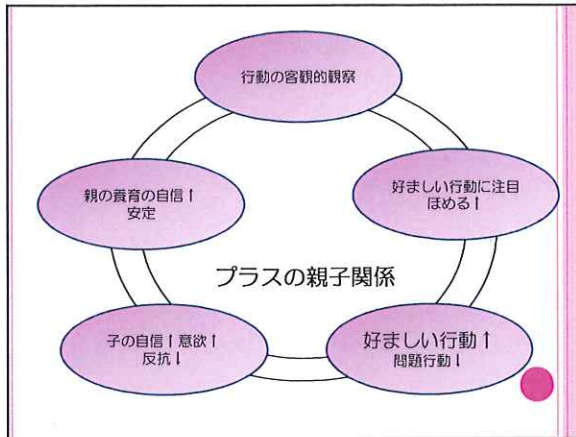 行動の客観的観察
好ましい行動に注目
ほめる↑
好ましい行動↑
問題行動↓
子の自信↑意欲↑
反抗↓
親の養育の自信↑
安定
プラスの親子関係